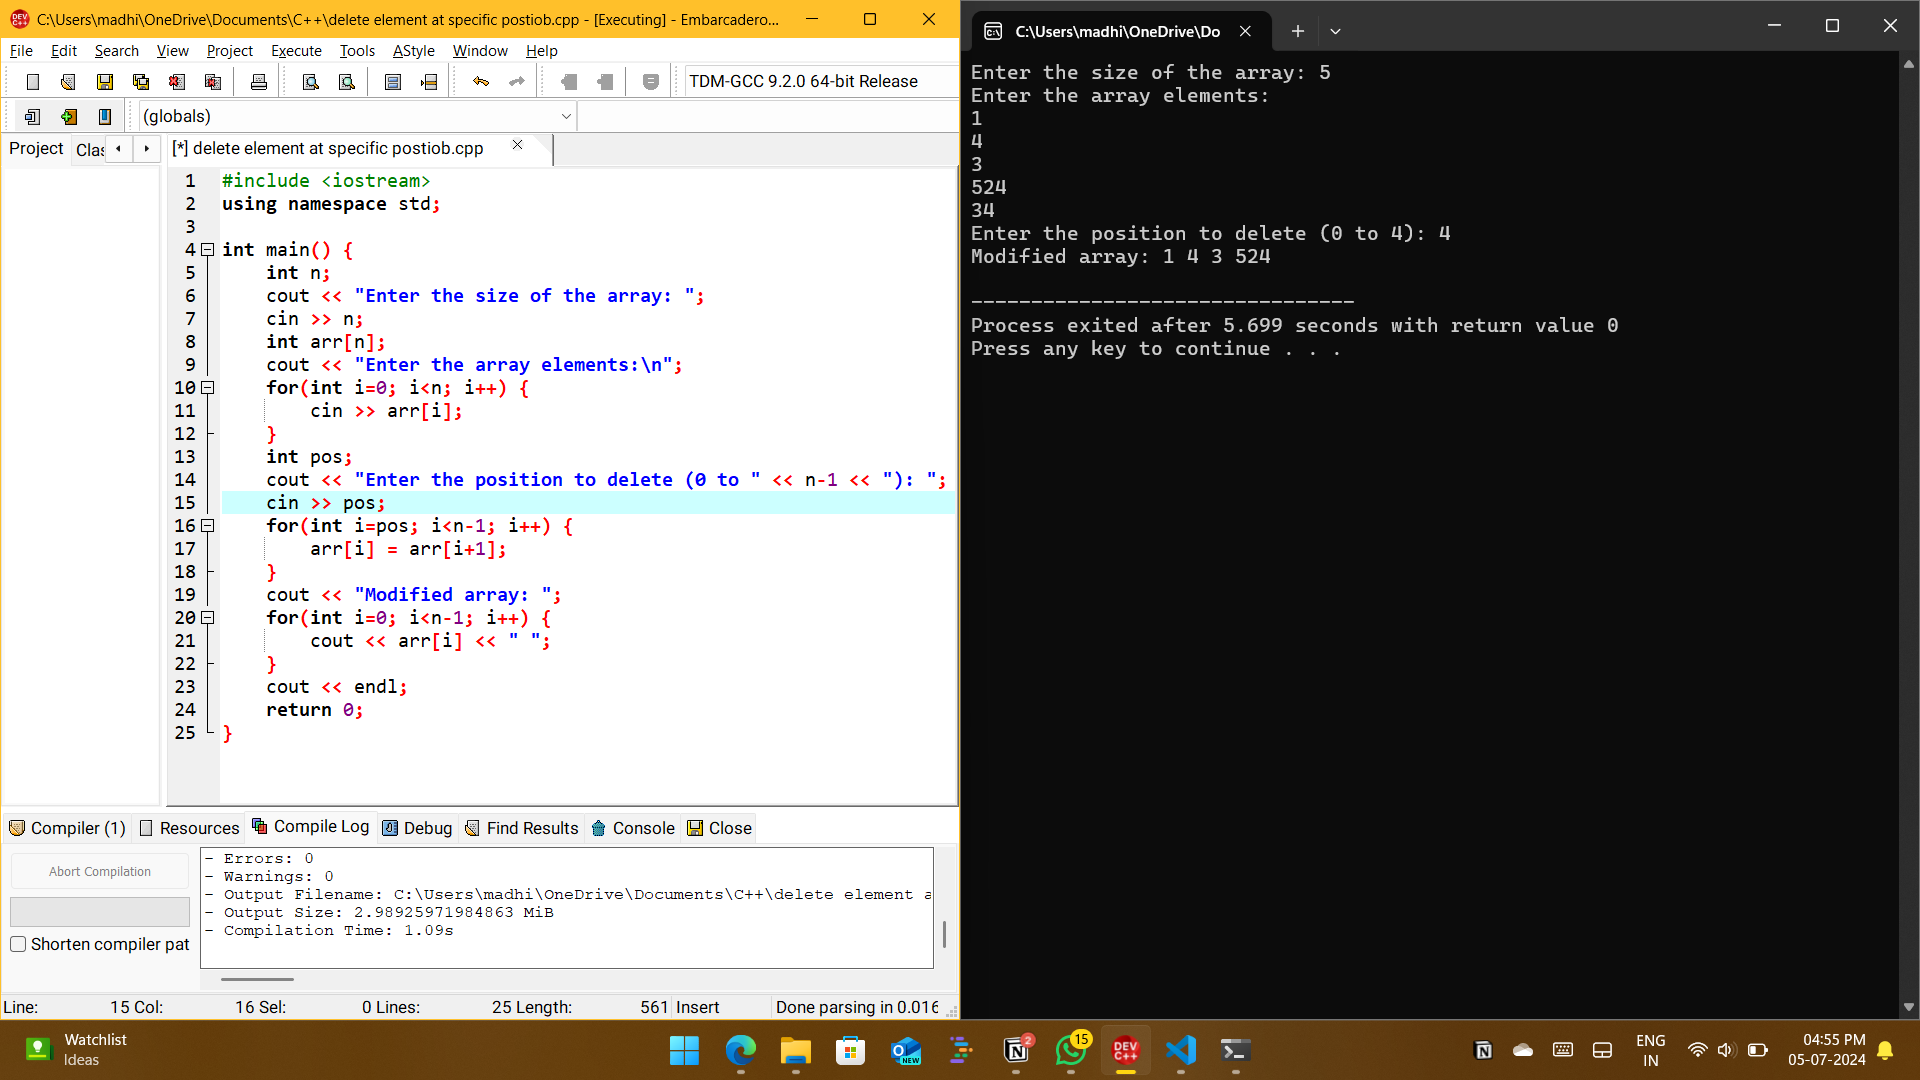 C:\Users\madhi\OneDrive\Documents\C++\delete element at specific postiob.cpp - [Executing] - Embarcadero...
File Edit Search View Project Execute Tools AStyle Window Help
TDM-GCC 9.2.0 64-bit Release
(globals)
Project Clas [*] delete element at specific postiob.cpp
1 #include <iostream>
2 using namespace std;
3
4 int main() {
5     int n;
6     cout << "Enter the size of the array: ";
7     cin >> n;
8     int arr[n];
9     cout << "Enter the array elements:\n";
10     for(int i=0; i<n; i++) {
11         cin >> arr[i];
12     }
13     int pos;
14     cout << "Enter the position to delete (0 to " << n-1 << "): ";
15     cin >> pos;
16     for(int i=pos; i<n-1; i++) {
17         arr[i] = arr[i+1];
18     }
19     cout << "Modified array: ";
20     for(int i=0; i<n-1; i++) {
21         cout << arr[i] << " ";
22     }
23     cout << endl;
24     return 0;
25 }
Compiler (1) Resources Compile Log Debug Find Results Console Close
Abort Compilation
Shorten compiler pat
- Errors: 0
- Warnings: 0
- Output Filename: C:\Users\madhi\OneDrive\Documents\C++\delete element a
- Output Size: 2.98925971984863 MiB
- Compilation Time: 1.09s
Line: 15 Col: 16 Sel: 0 Lines: 25 Length: 561 Insert Done parsing in 0.016
C:\Users\madhi\OneDrive\Do
Enter the size of the array: 5
Enter the array elements:
1
4
3
524
34
Enter the position to delete (0 to 4): 4
Modified array: 1 4 3 524
--------------------------------
Process exited after 5.699 seconds with return value 0
Press any key to continue . . .
Watchlist
Ideas
NEW
2
15
DEV
C++
ENG
IN
04:55 PM
05-07-2024